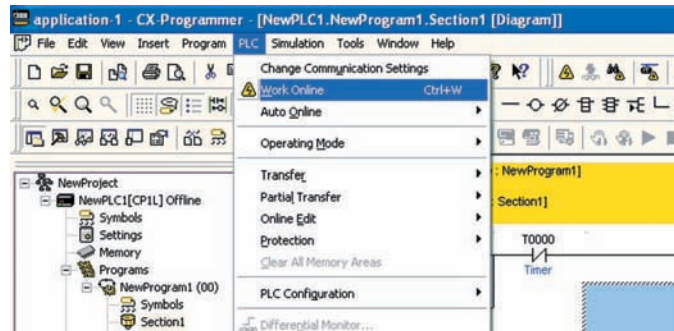 application-1 - CX-Programmer - [NewPLC1.NewProgram1.Section1 [Diagram]]
File Edit View Insert Program PLC Simulation Tools Window Help
Change Communication Settings
Work Online Ctrl+W
Auto Online
Operating Mode
Transfer
Partial Transfer
Online Edit
Protection
Clear All Memory Areas
PLC Configuration
Differential Monitor...
NewProject
NewPLC1[CP1L] Offline
Symbols
Settings
Memory
Programs
NewProgram1 (00)
Symbols
Section1
: NewProgram1]
: Section1]
T0000
Timer